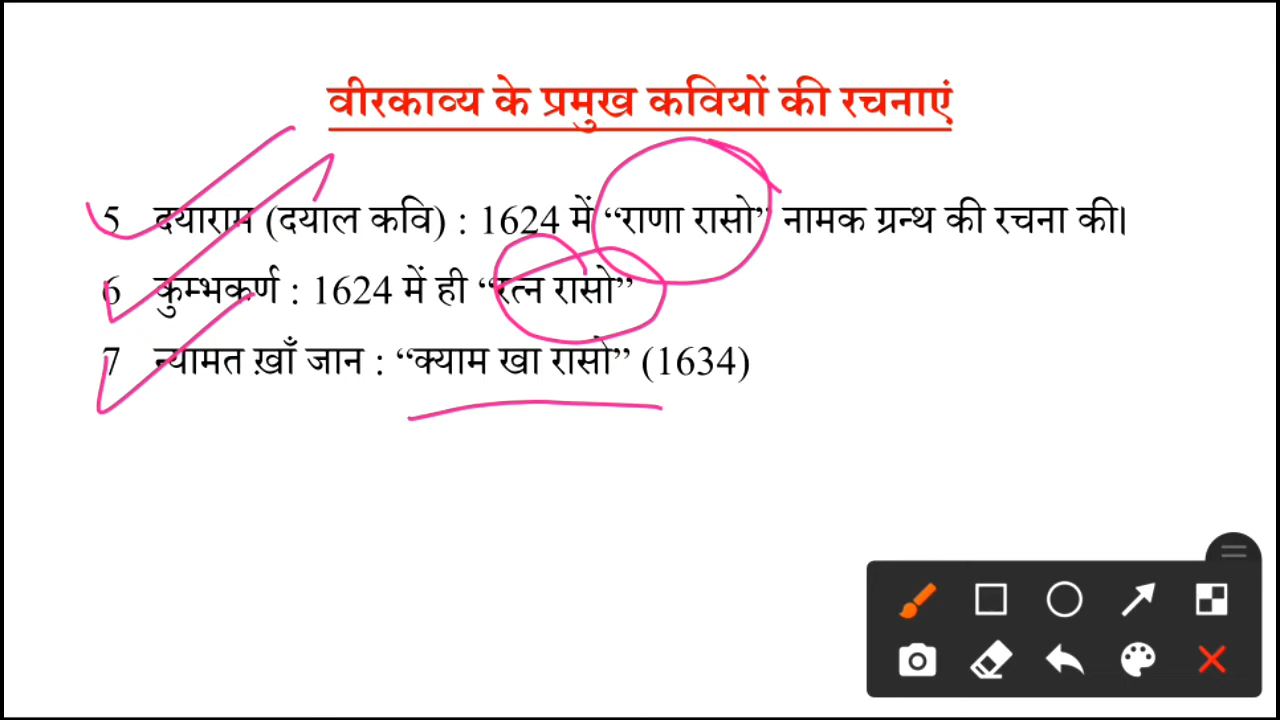 वीरकाव्य के प्रमुख कवियों की रचनाएं
5 दयाराम (दयाल कवि) : 1624 में “राणा रासो” नामक ग्रन्थ की रचना की।
6 कुम्भकर्ण : 1624 में ही “रत्न रासो”
7 न्यामत ख़ाँ जान : “क्याम खा रासो” (1634)